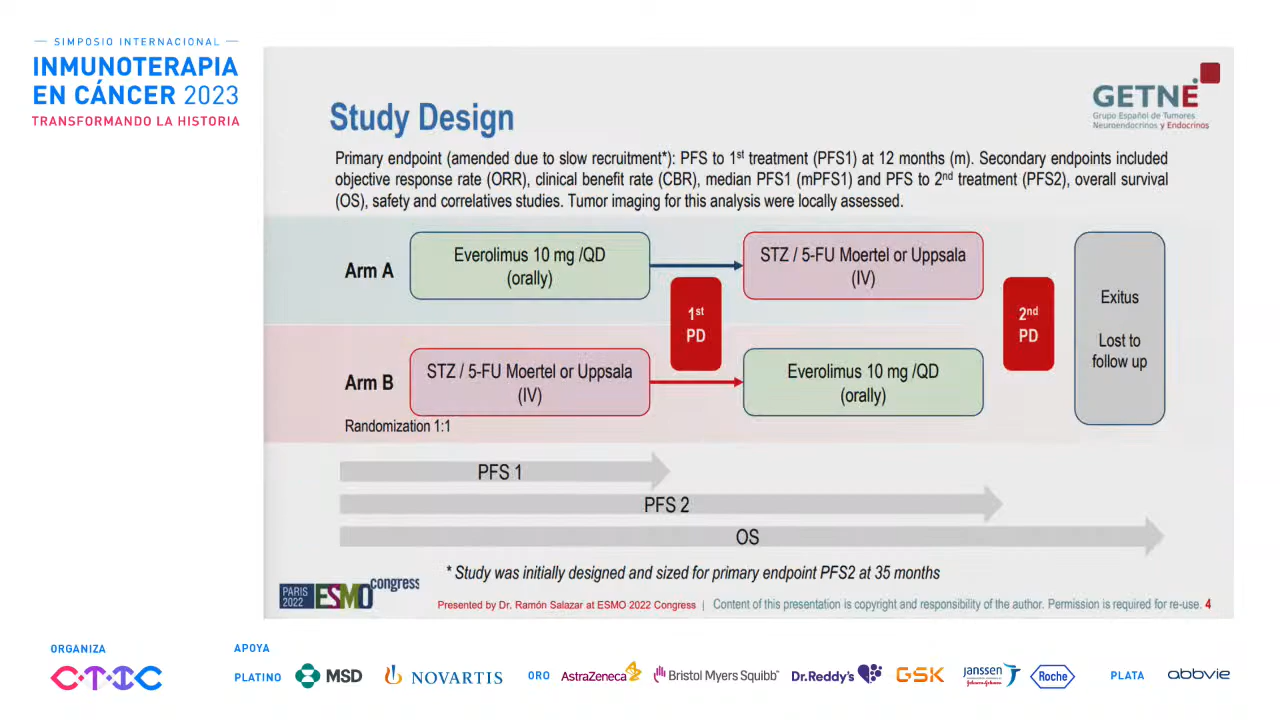 SIMPOSIO INTERNACIONAL
INMUNOTERAPIA
EN CÁNCER 2023
TRANSFORMANDO LA HISTORIA
GETNE
Grupo Español de Tumores
Neuroendocrinos y Endocrinos
Study Design
Primary endpoint (amended due to slow recruitment*): PFS to 1st treatment (PFS1) at 12 months (m). Secondary endpoints included
objective response rate (ORR), clinical benefit rate (CBR), median PFS1 (mPFS1) and PFS to 2nd treatment (PFS2), overall survival
(OS), safety and correlatives studies. Tumor imaging for this analysis were locally assessed.
Arm A
Everolimus 10 mg /QD
(orally)
STZ / 5-FU Moertel or Uppsala
(IV)
1st
PD
2nd
PD
Exitus
Lost to
follow up
Arm B
STZ / 5-FU Moertel or Uppsala
(IV)
Everolimus 10 mg /QD
(orally)
Randomization 1:1
PFS 1
PFS 2
OS
* Study was initially designed and sized for primary endpoint PFS2 at 35 months
PARIS
2022
ESMO congress
Presented by Dr. Ramón Salazar at ESMO 2022 Congress | Content of this presentation is copyright and responsibility of the author. Permission is required for re-use. 4
ORGANIZA
CTIC
APOYA
PLATINO
MSD
NOVARTIS
ORO
AstraZeneca
Bristol Myers Squibb
Dr.Reddy's
GSK
janssen
Johnson&Johnson
Roche
PLATA
abbvie